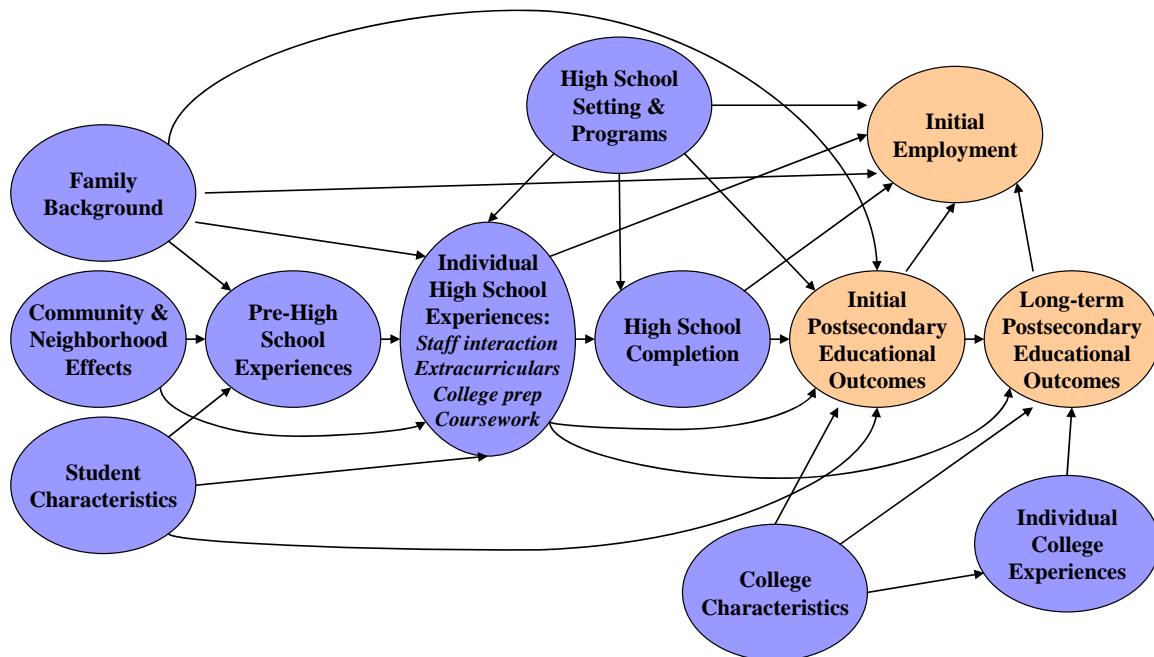 High School
Setting &
Programs
Initial
Employment
Family
Background
Individual
High School
Experiences:
Staff interaction
Extracurriculars
College prep
Coursework
Community &
Neighborhood
Effects
Pre-High
School
Experiences
High School
Completion
Initial
Postsecondary
Educational
Outcomes
Long-term
Postsecondary
Educational
Outcomes
Student
Characteristics
Individual
College
Experiences
College
Characteristics